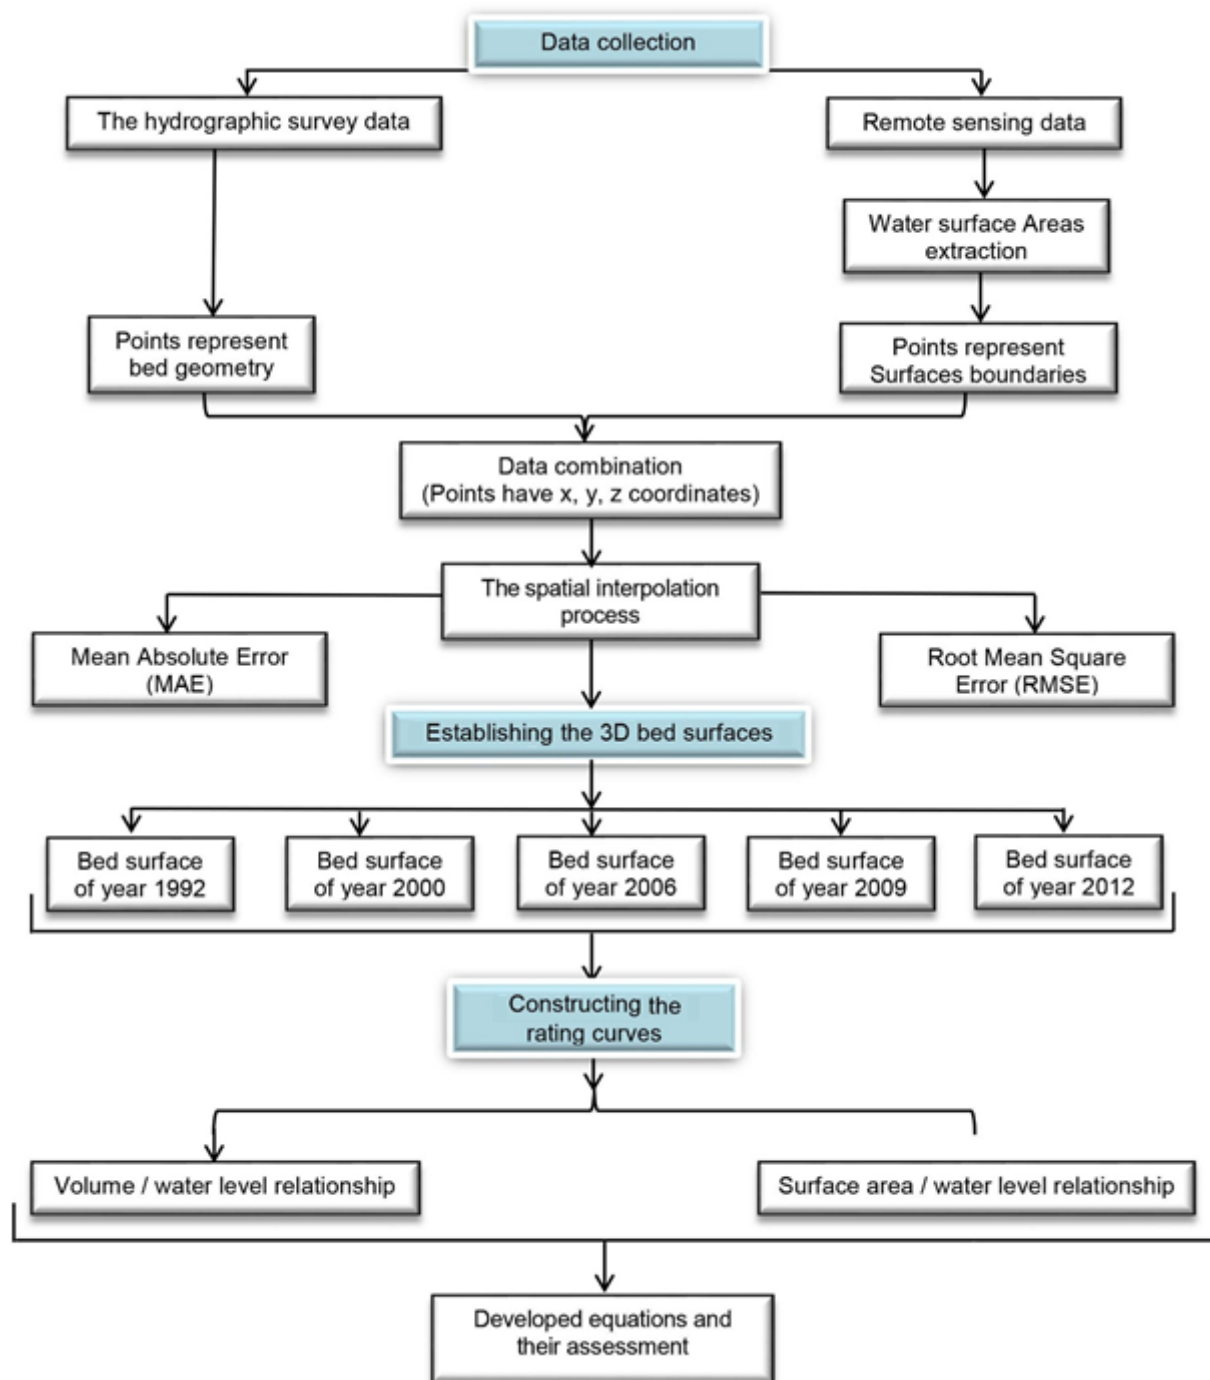 Data collection
The hydrographic survey data
Remote sensing data
Water surface Areas
extraction
Points represent
bed geometry
Points represent
Surfaces boundaries
Data combination
(Points have x, y, z coordinates)
The spatial interpolation
process
Mean Absolute Error
(MAE)
Root Mean Square
Error (RMSE)
Establishing the 3D bed surfaces
Bed surface
of year 1992
Bed surface
of year 2000
Bed surface
of year 2006
Bed surface
of year 2009
Bed surface
of year 2012
Constructing the
rating curves
Volume / water level relationship
Surface area / water level relationship
Developed equations and
their assessment